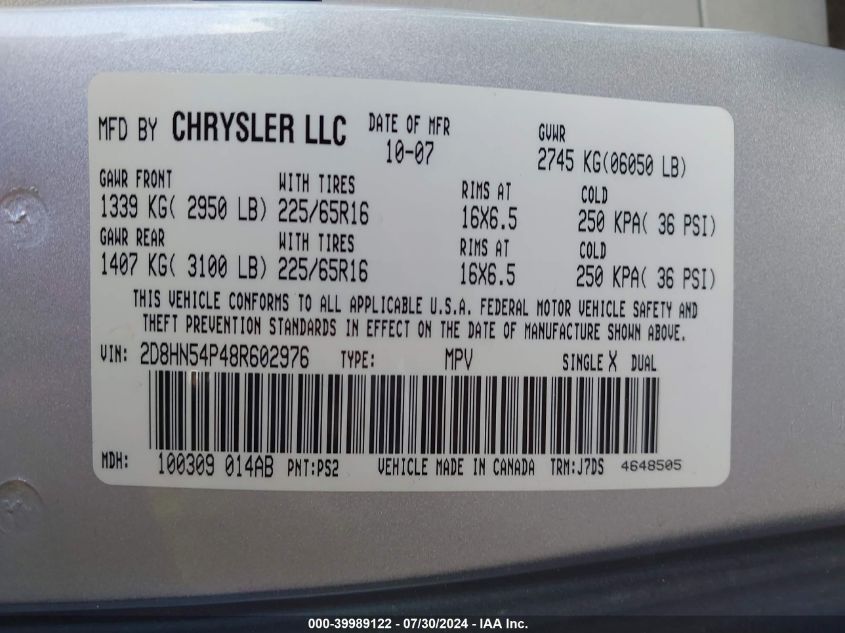 MFD BY CHRYSLER LLC DATE OF MFR GVWR
10-07 2745 KG(06050 LB)
GAWR FRONT WITH TIRES RIMS AT COLD
1339 KG( 2950 LB) 225/65R16 16X6.5 250 KPA( 36 PSI)
GAWR REAR WITH TIRES RIMS AT COLD
1407 KG( 3100 LB) 225/65R16 16X6.5 250 KPA( 36 PSI)
THIS VEHICLE CONFORMS TO ALL APPLICABLE U.S.A. FEDERAL MOTOR VEHICLE SAFETY AND
THEFT PREVENTION STANDARDS IN EFFECT ON THE DATE OF MANUFACTURE SHOWN ABOVE.
VIN: 2D8HN54P48R602976 TYPE: MPV SINGLE X DUAL
MDH: 100309 014AB PNT:PS2 VEHICLE MADE IN CANADA TRM:J7DS 4648505
000-39989122 - 07/30/2024 - IAA Inc.